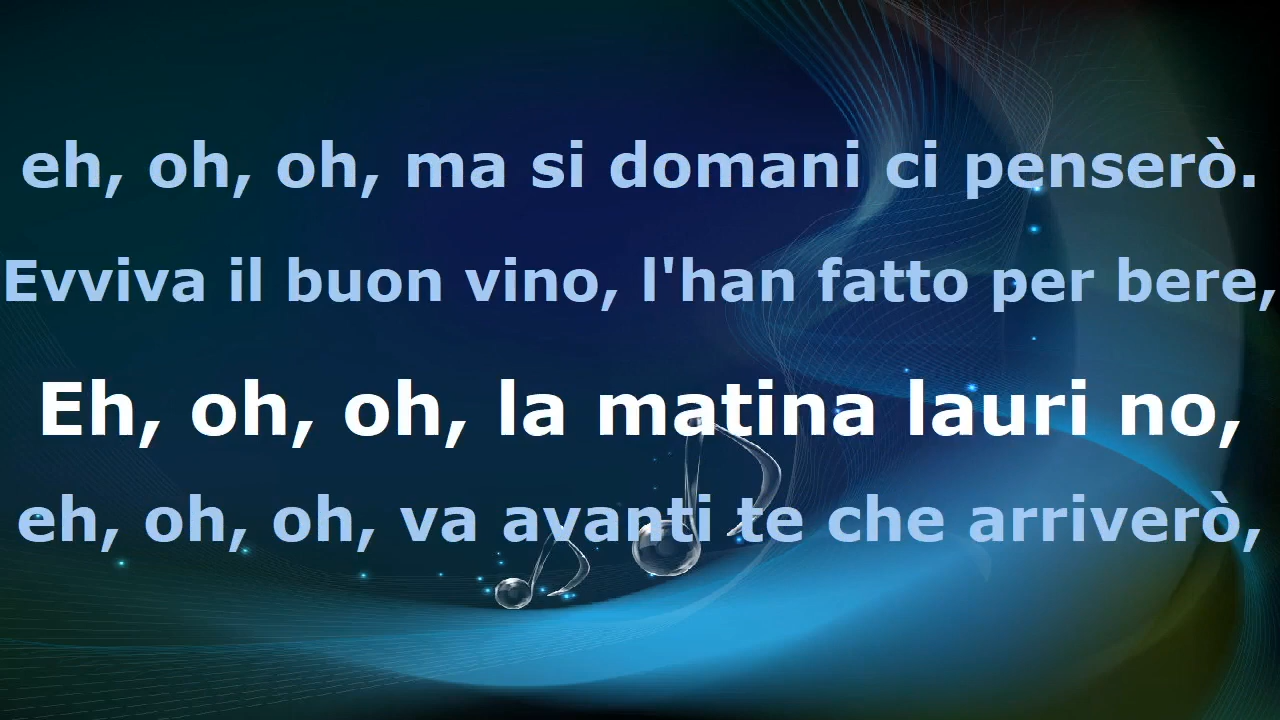 eh, oh, oh, ma si domani ci penserò.
Evviva il buon vino, l'han fatto per bere,
Eh, oh, oh, la matina lauri no,
eh, oh, oh, va avanti te che arriverò,